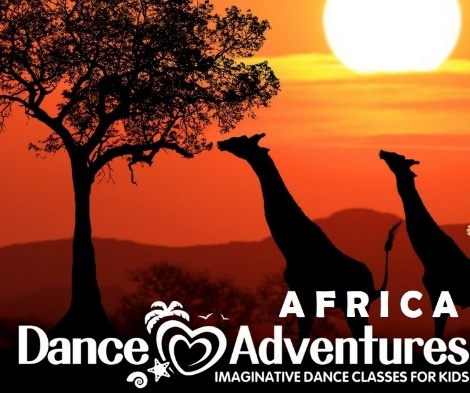 AFRICA
Dance Adventures
IMAGINATIVE DANCE CLASSES FOR KIDS